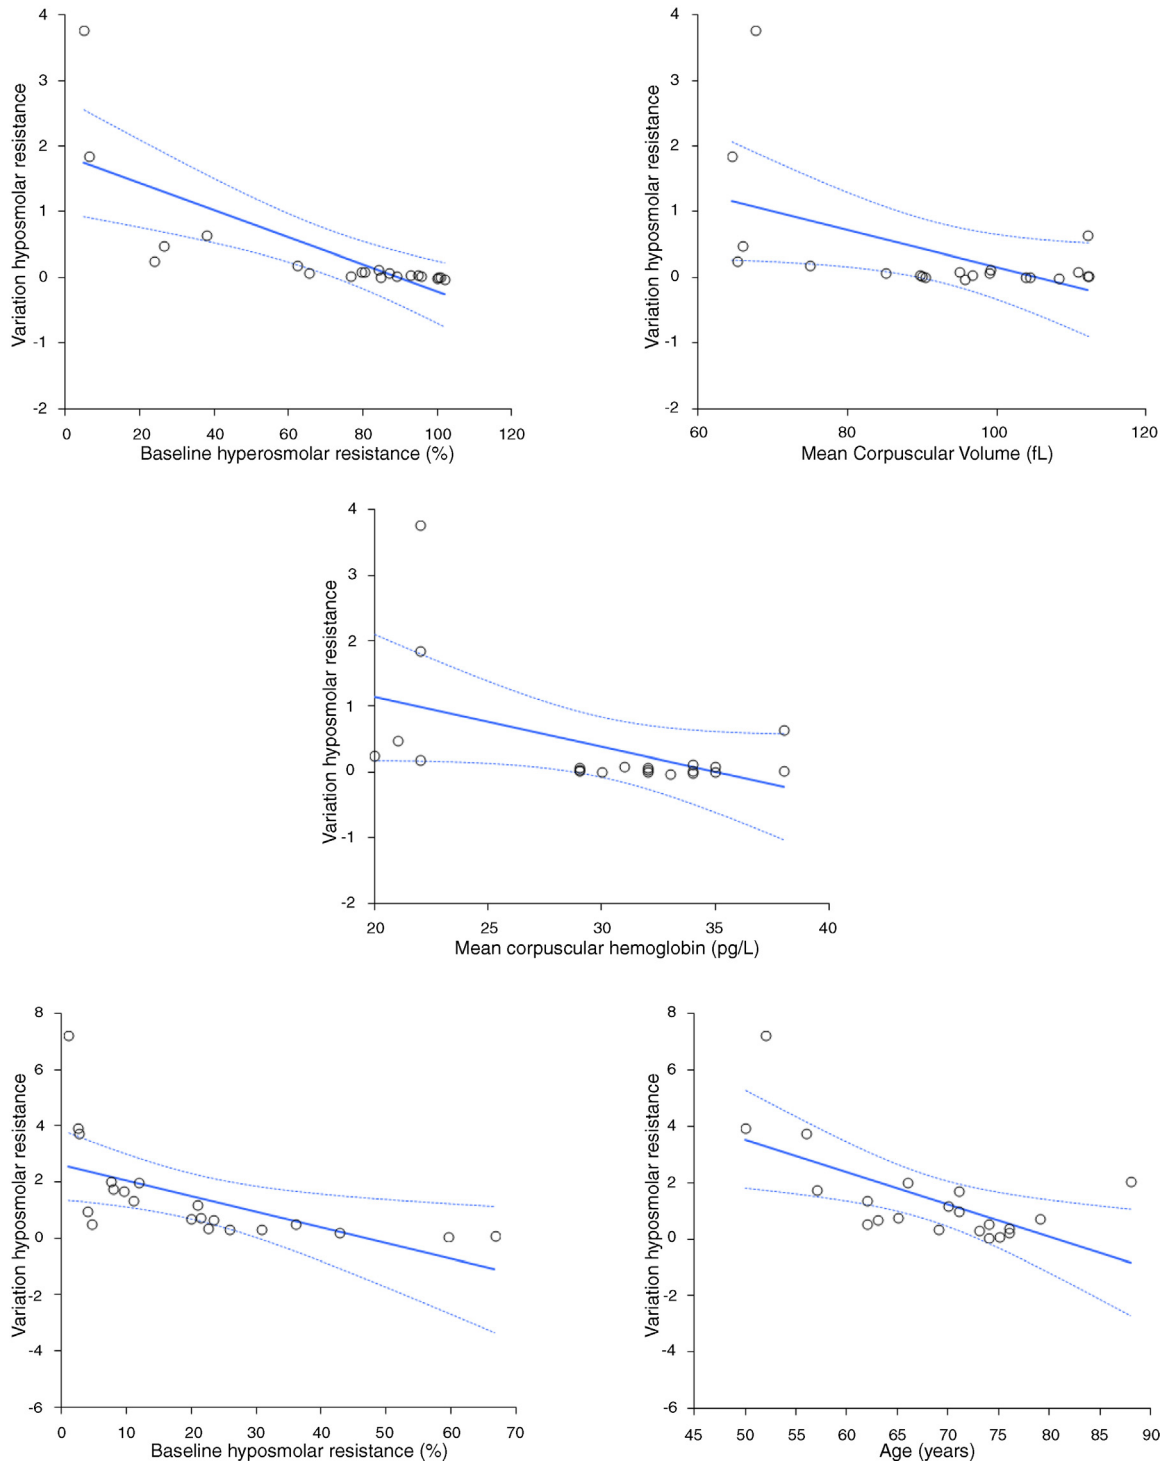 4
3
2
1
0
-1
-2
Variation hyposmolar resistance
0 20 40 60 80 100 120
Baseline hyperosmolar resistance (%)
4
3
2
1
0
-1
-2
Variation hyposmolar resistance
60 80 100 120
Mean Corpuscular Volume (fL)
4
3
2
1
0
-1
-2
Variation hyposmolar resistance
20 25 30 35 40
Mean corpuscular hemoglobin (pg/L)
8
6
4
2
0
-2
-4
-6
Variation hyposmolar resistance
0 10 20 30 40 50 60 70
Baseline hyposmolar resistance (%)
8
6
4
2
0
-2
-4
-6
Variation hyposmolar resistance
45 50 55 60 65 70 75 80 85 90
Age (years)